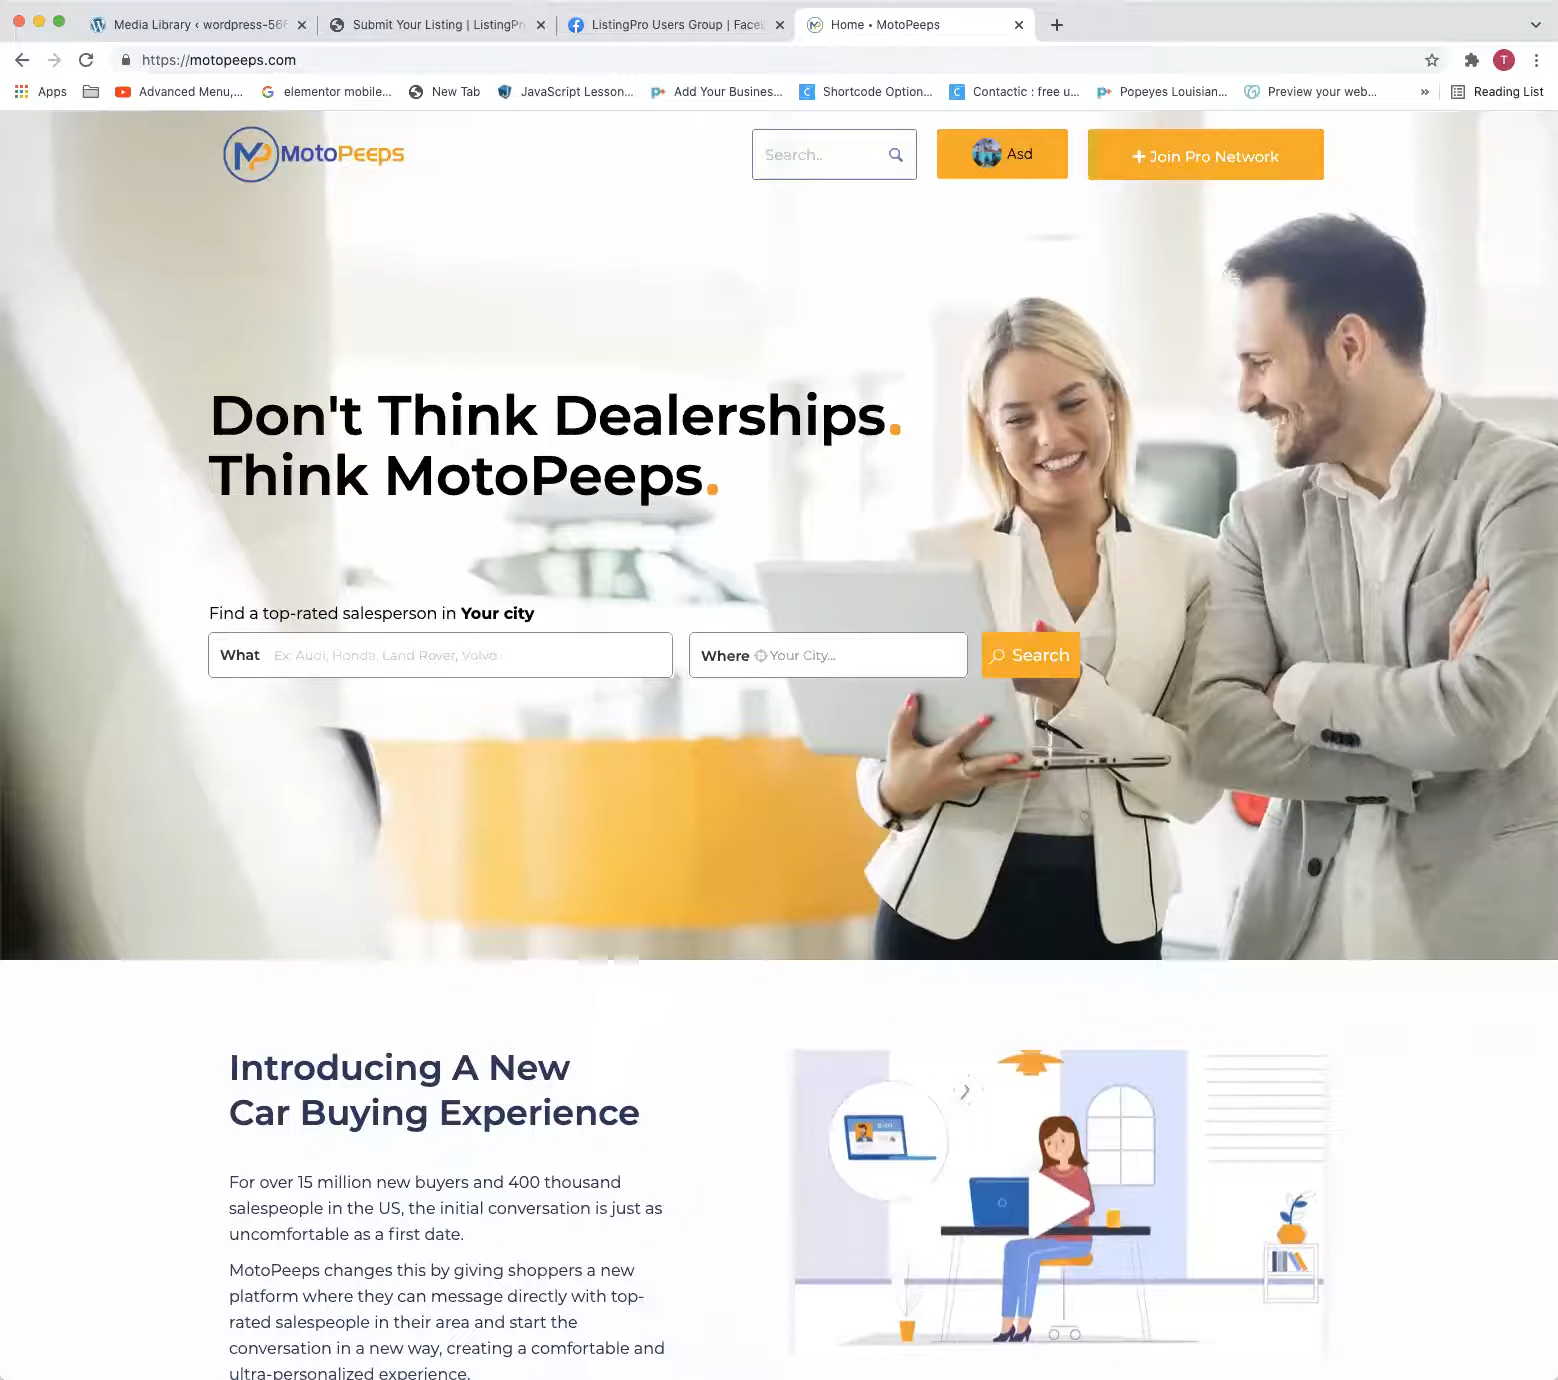 Media Library ‹ wordpress-566
Submit Your Listing | ListingPr
ListingPro Users Group | Face
Home • MotoPeeps
https://motopeeps.com
T
Apps
Advanced Menu,...
elementor mobile...
New Tab
JavaScript Lesson...
Add Your Busines...
Shortcode Option...
Contactic : free u...
Popeyes Louisian...
Preview your web...
»
Reading List
MotoPeeps
Search..
Asd
Join Pro Network
Don't Think Dealerships.
Think MotoPeeps.
Find a top-rated salesperson in Your city
What Ex: Audi, Honda, Land Rover, Volvo
Where Your City...
Search
Introducing A New
Car Buying Experience
For over 15 million new buyers and 400 thousand
salespeople in the US, the initial conversation is just as
uncomfortable as a first date.
MotoPeeps changes this by giving shoppers a new
platform where they can message directly with top-
rated salespeople in their area and start the
conversation in a new way, creating a comfortable and
ultra-personalized experience.